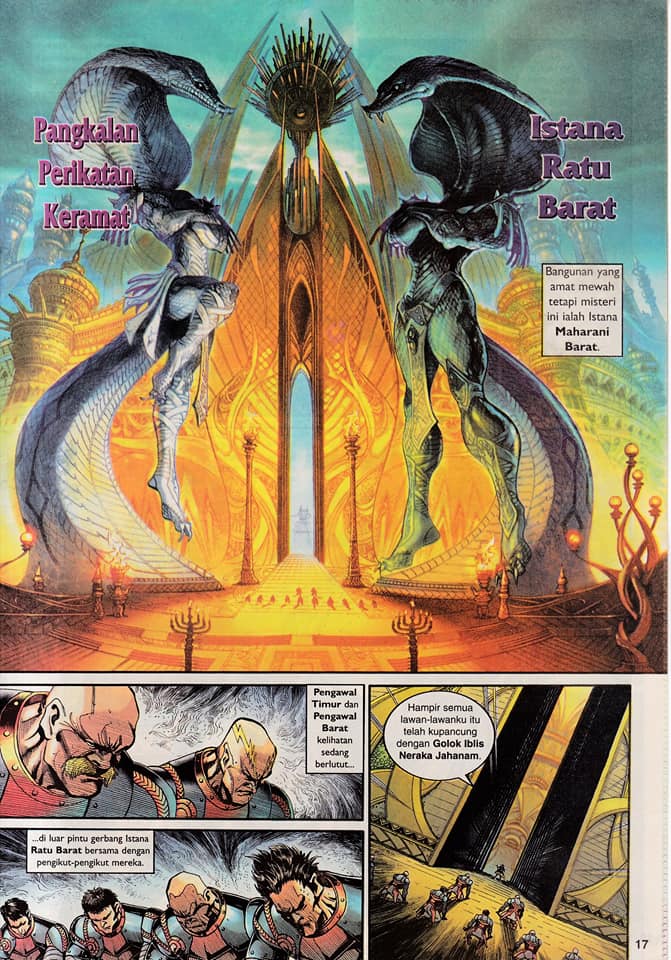 Pangkalan
Perikatan
Keramat
Istana
Ratu
Barat
Bangunan yang
amat mewah
tetapi misteri
ini ialah Istana
Maharani
Barat.
Pengawal
Timur dan
Pengawal
Barat
kelihatan
sedang
berlutut...
Hampir semua
lawan-lawanku itu
telah kupancung
dengan Golok Iblis
Neraka Jahanam.
...di luar pintu gerbang Istana
Ratu Barat bersama dengan
pengikut-pengikut mereka.
17